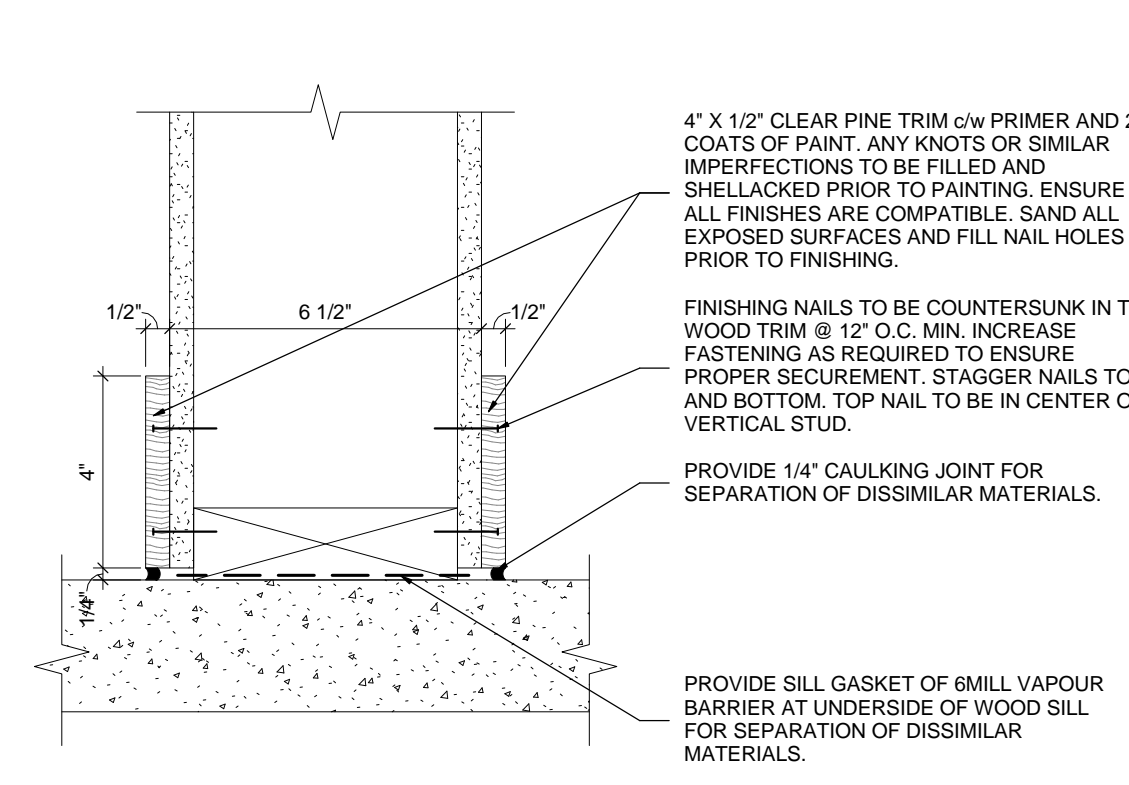 4" X 1/2" CLEAR PINE TRIM c/w PRIMER AND 2
COATS OF PAINT. ANY KNOTS OR SIMILAR
IMPERFECTIONS TO BE FILLED AND
SHELLACKED PRIOR TO PAINTING. ENSURE
ALL FINISHES ARE COMPATIBLE. SAND ALL
EXPOSED SURFACES AND FILL NAIL HOLES
PRIOR TO FINISHING.
1/2"
6 1/2"
1/2"
FINISHING NAILS TO BE COUNTERSUNK IN T
WOOD TRIM @ 12" O.C. MIN. INCREASE
FASTENING AS REQUIRED TO ENSURE
PROPER SECUREMENT. STAGGER NAILS TO
AND BOTTOM. TOP NAIL TO BE IN CENTER O
VERTICAL STUD.
4"
PROVIDE 1/4" CAULKING JOINT FOR
SEPARATION OF DISSIMILAR MATERIALS.
1/4"
PROVIDE SILL GASKET OF 6MILL VAPOUR
BARRIER AT UNDERSIDE OF WOOD SILL
FOR SEPARATION OF DISSIMILAR
MATERIALS.